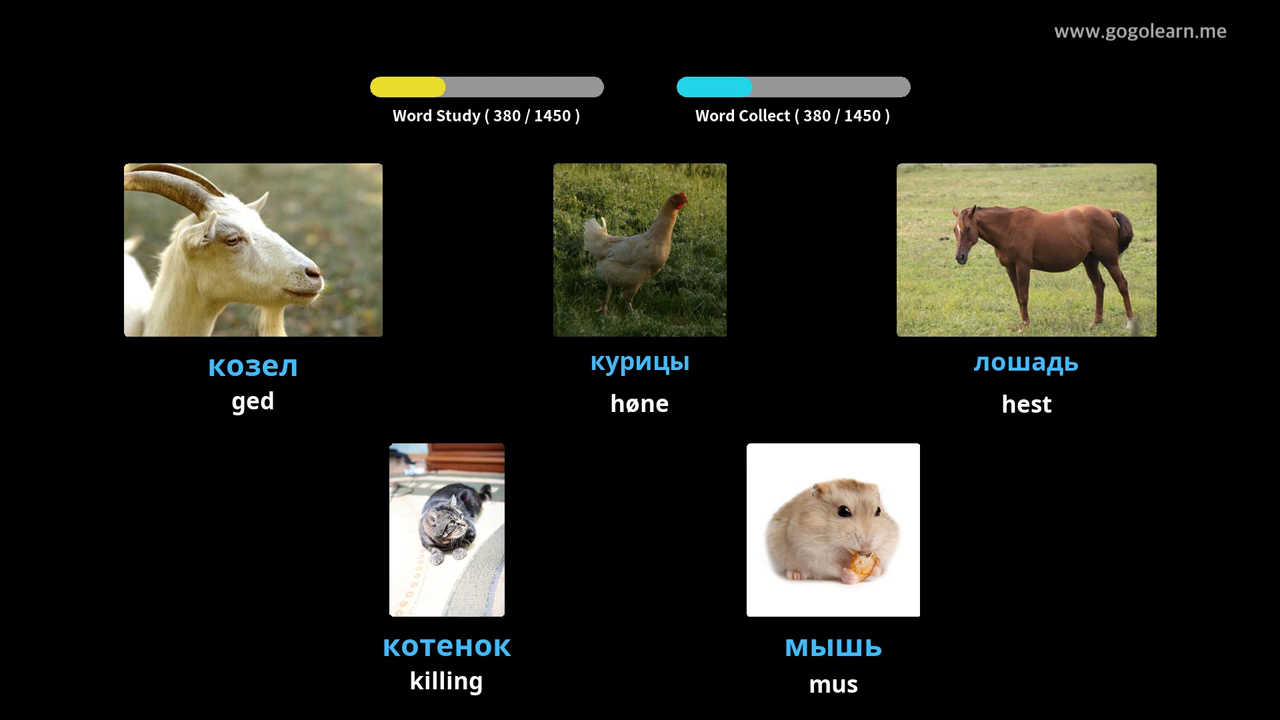 www.gogolearn.me
Word Study ( 380 / 1450 )
Word Collect ( 380 / 1450 )
козел
ged
курицы
høne
лошадь
hest
котенок
killing
мышь
mus